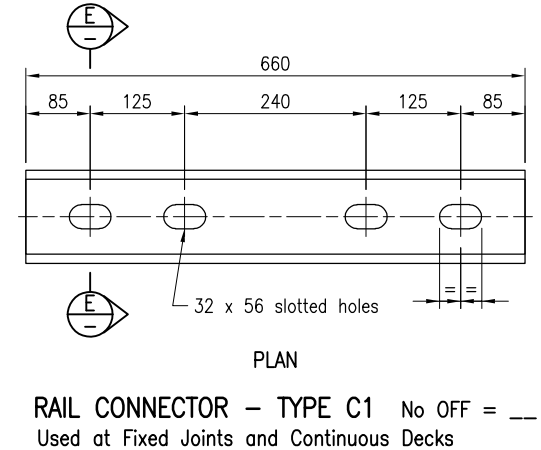 E
–
660
85 125 240 125 85
= =
32 x 56 slotted holes
E
–
PLAN
RAIL CONNECTOR – TYPE C1 No OFF = __
Used at Fixed Joints and Continuous Decks